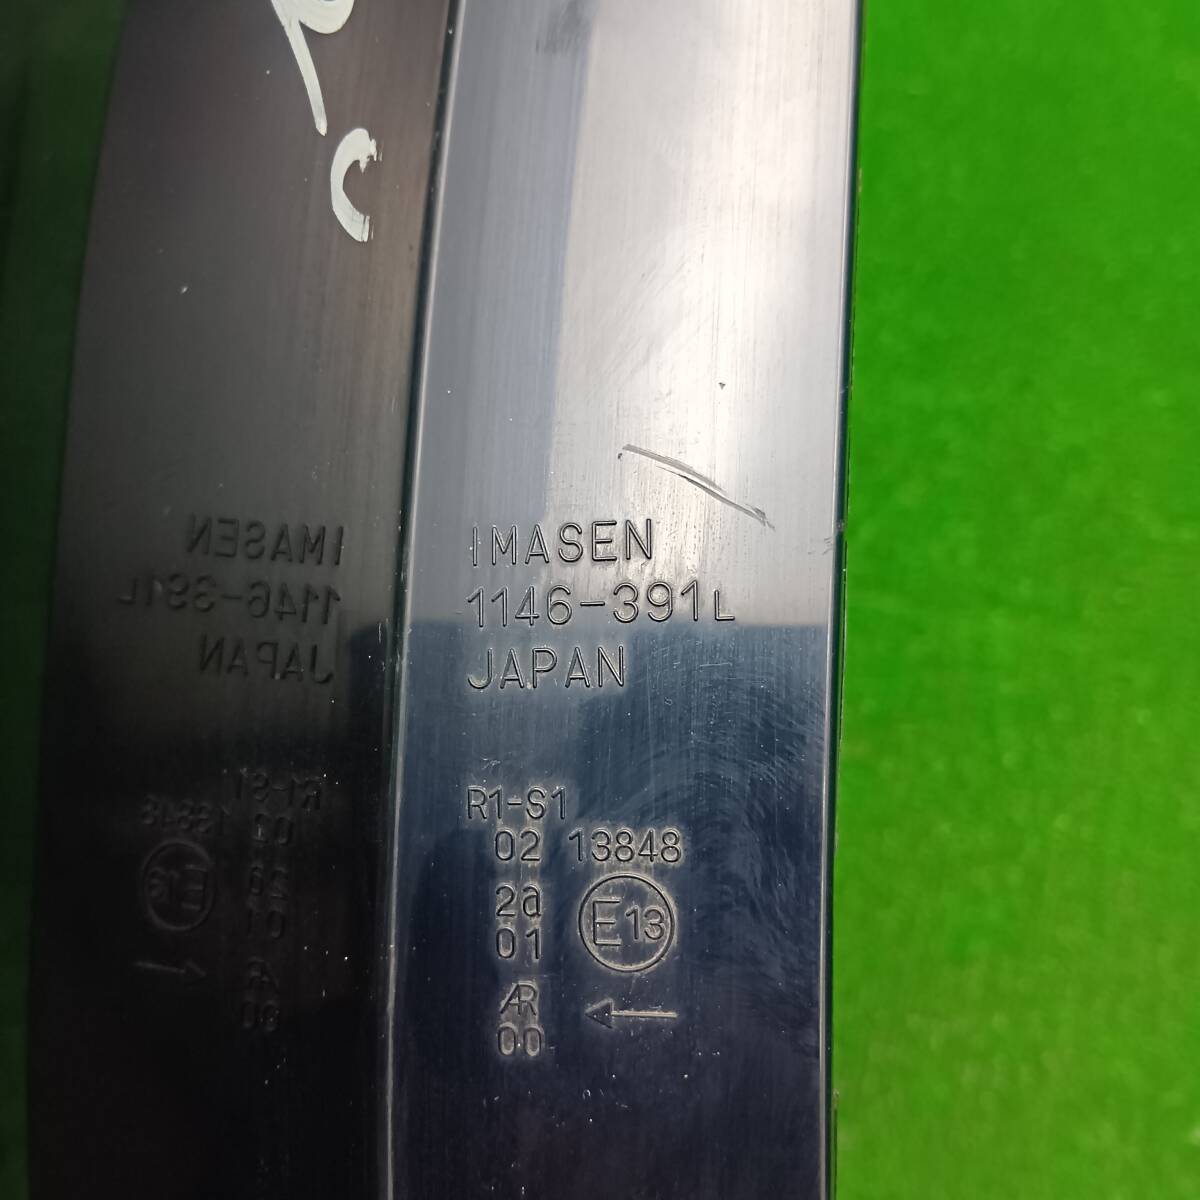 IMASEN
1146-391L
JAPAN
R1-S1
02 13848
2a
01
E13
AR
00